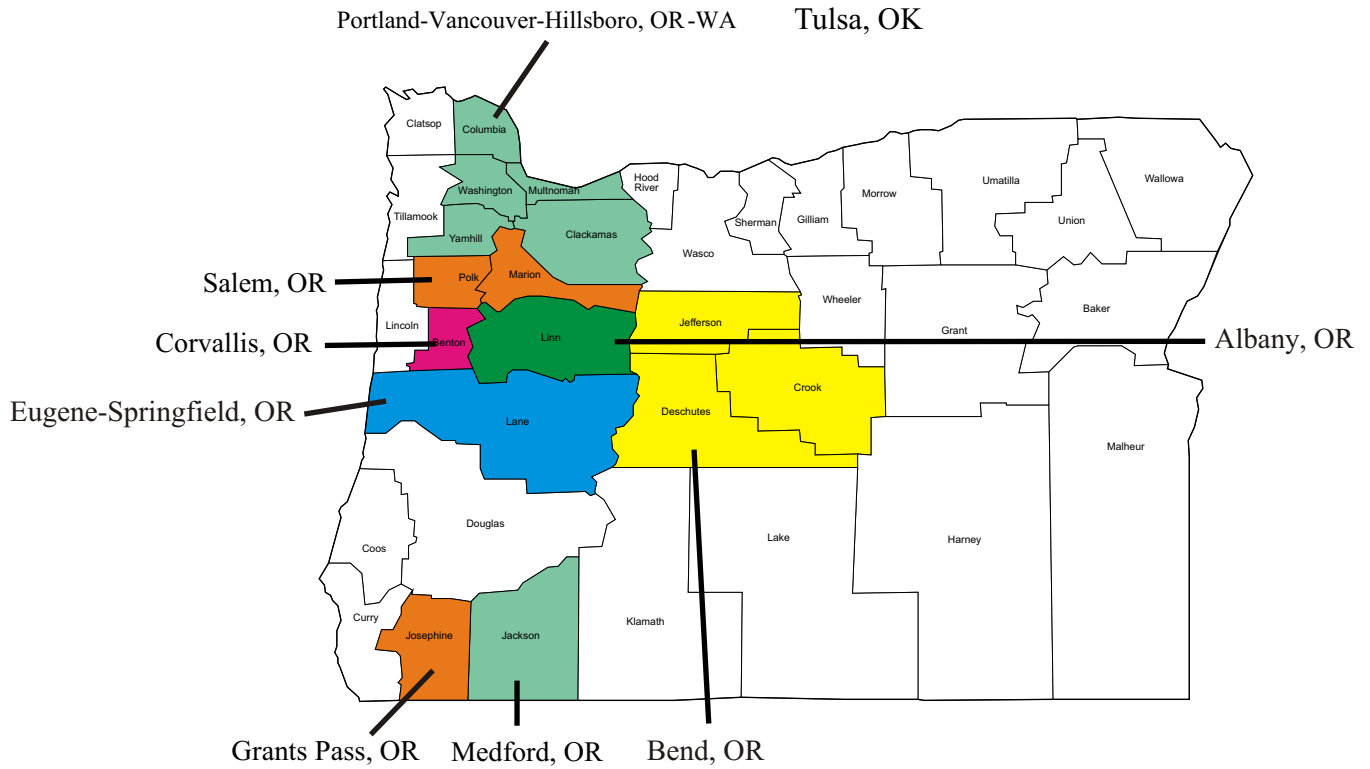 Portland-Vancouver-Hillsboro, OR-WA
Tulsa, OK
Clatsop
Columbia
Washington
Multnoman
Hood
River
Tillamook
Yamhill
Clackamas
Wasco
Sherman
Gilliam
Morrow
Umatilla
Union
Wallowa
Salem, OR
Polk
Marion
Corvallis, OR
Lincoln
Benton
Linn
Jefferson
Wheeler
Grant
Baker
Albany, OR
Eugene-Springfield, OR
Lane
Deschutes
Crook
Malheur
Douglas
Coos
Lake
Harney
Curry
Josephine
Jackson
Klamath
Grants Pass, OR
Medford, OR
Bend, OR